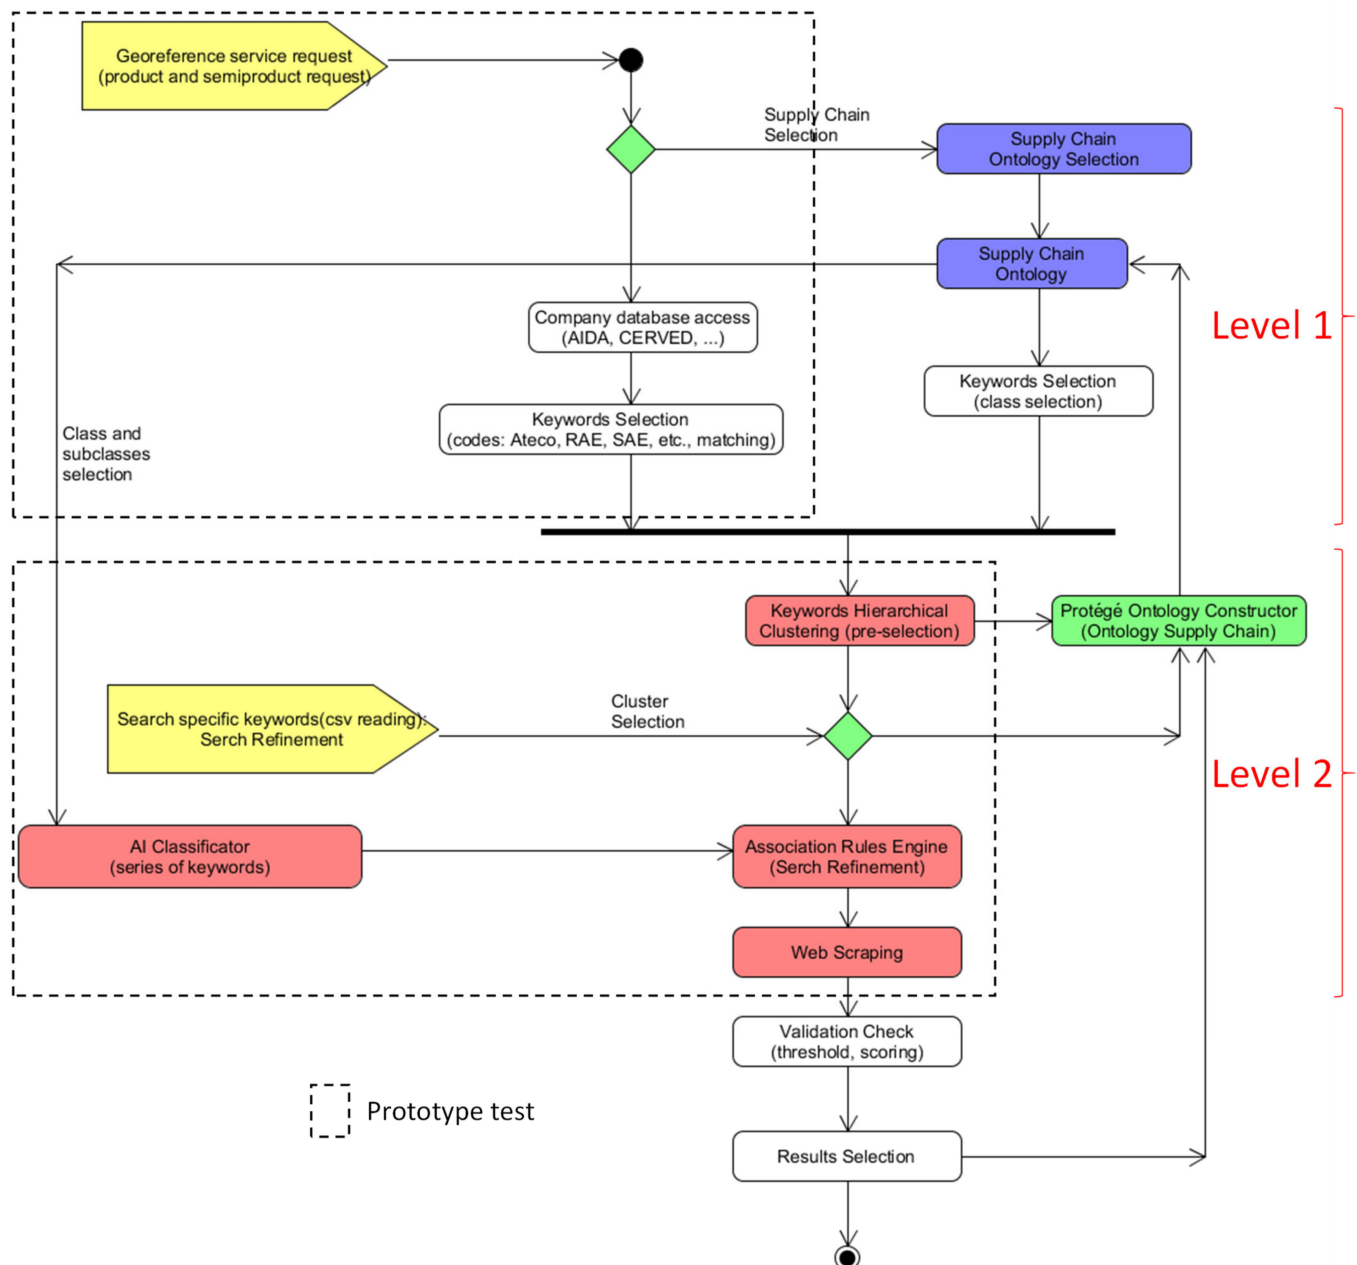 Georeference service request
(product and semiproduct request)
Supply Chain
Selection
Supply Chain
Ontology Selection
Supply Chain
Ontology
Level 1
Company database access
(AIDA, CERVED, ...)
Keywords Selection
(class selection)
Keywords Selection
(codes: Ateco, RAE, SAE, etc., matching)
Class and
subclasses
selection
Keywords Hierarchical
Clustering (pre-selection)
Protégé Ontology Constructor
(Ontology Supply Chain)
Search specific keywords(csv reading):
Serch Refinement
Cluster
Selection
Level 2
AI Classificator
(series of keywords)
Association Rules Engine
(Serch Refinement)
Web Scraping
Validation Check
(threshold, scoring)
Prototype test
Results Selection